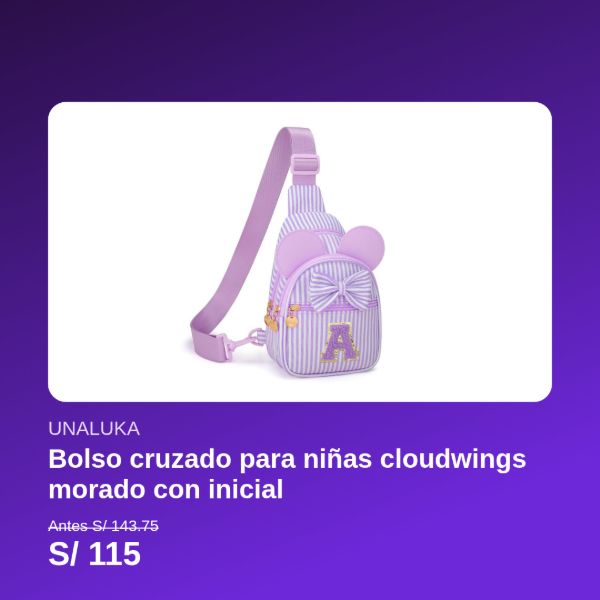 A
UNALUKA
Bolso cruzado para niñas cloudwings
morado con inicial
Antes S/ 143.75
S/ 115